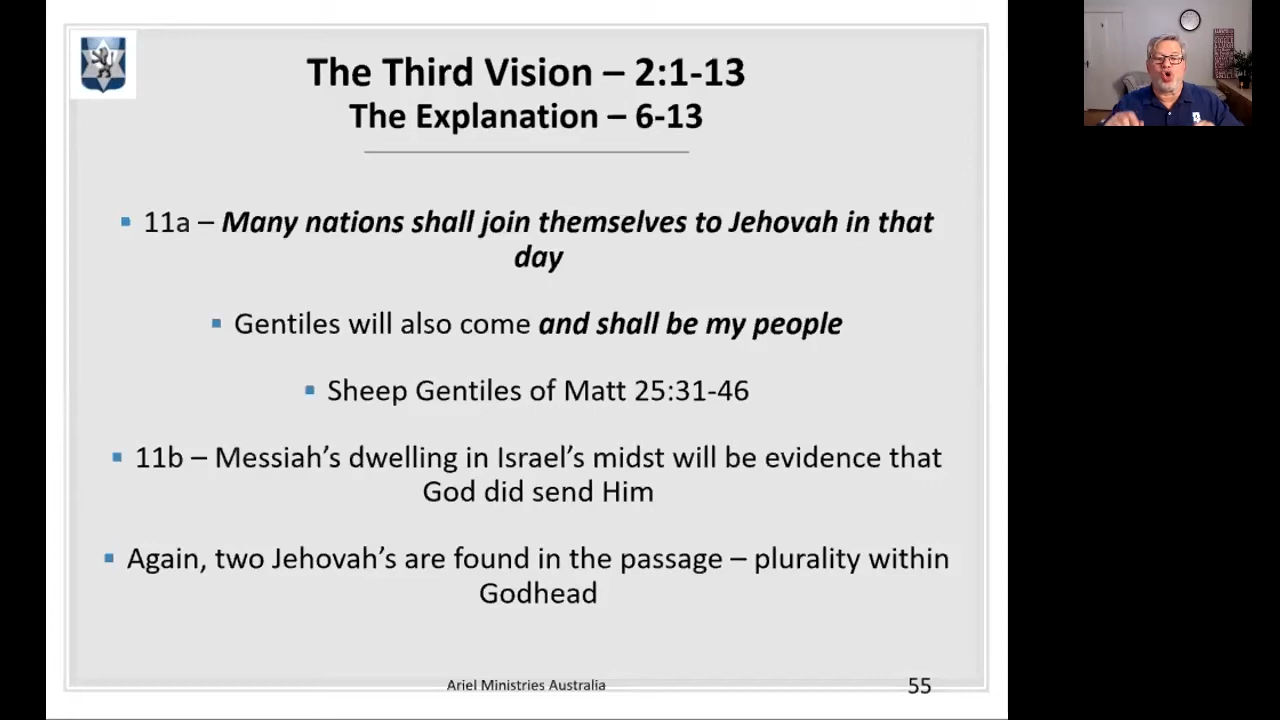 The Third Vision – 2:1-13
The Explanation – 6-13
▪ 11a – Many nations shall join themselves to Jehovah in that
day
▪ Gentiles will also come and shall be my people
▪ Sheep Gentiles of Matt 25:31-46
▪ 11b – Messiah’s dwelling in Israel’s midst will be evidence that
God did send Him
▪ Again, two Jehovah’s are found in the passage – plurality within
Godhead
Ariel Ministries Australia
55